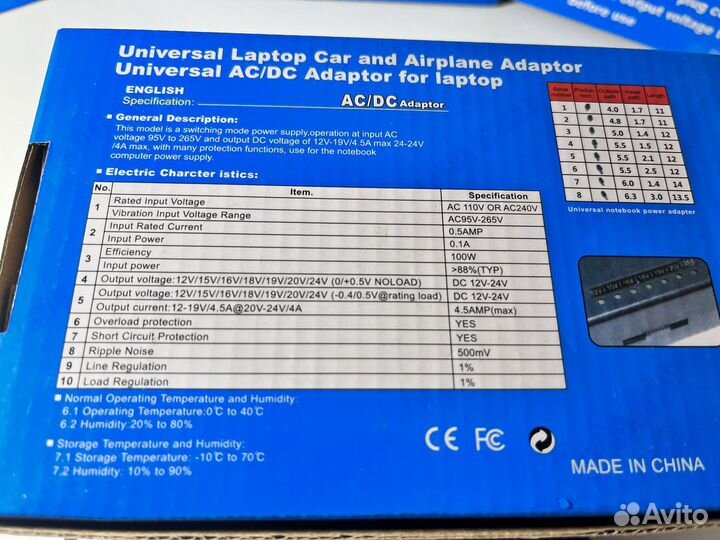 plug c
output voltage
before use
Universal Laptop Car and Airplane Adaptor
Universal AC/DC Adaptor for laptop
ENGLISH
Specification: AC/DC Adaptor
General Description:
This model is a switching mode power supply,operation at input AC
voltage 95V to 265V and output DC voltage of 12V-19V/4.5A max 24-24V
/4A max, with many protection functions, use for the notebook
computer power supply.
Electric Charcter istics:
No. Item. Specification
1 Rated Input Voltage AC 110V OR AC240V
Vibration Input Voltage Range AC95V-265V
2 Input Rated Current 0.5AMP
Input Power 0.1A
3 Efficiency 100W
Input power >88%(TYP)
4 Output voltage:12V/15V/16V/18V/19V/20V/24V (0/+0.5V NOLOAD) DC 12V-24V
5 Output voltage:12V/15V/16V/18V/19V/20V/24V (-0.4/0.5V@rating load) DC 12V-24V
Output current:12-19V/4.5A@20V-24V/4A 4.5AMP(max)
6 Overload protection YES
7 Short Circuit Protection YES
8 Ripple Noise 500mV
9 Line Regulation 1%
10 Load Regulation 1%
Normal Operating Temperature and Humidity:
6.1 Operating Temperature:0℃ to 40℃
6.2 Humidity:20% to 80%
Storage Temperature and Humidity:
7.1 Storage Temperature: -10℃ to 70℃
7.2 Humidity: 10% to 90%
number Length
1 4.0 1.7 11
2 4.8 1.7 11
3 5.0 1.4 12
4 5.5 1.5 12
5 5.5 2.1 12
6 5.5 2.5 12
7 6.0 1.4 14
8 6.3 3.0 13.5
Universal notebook power adapter
CE FC
MADE IN CHINA
Avito